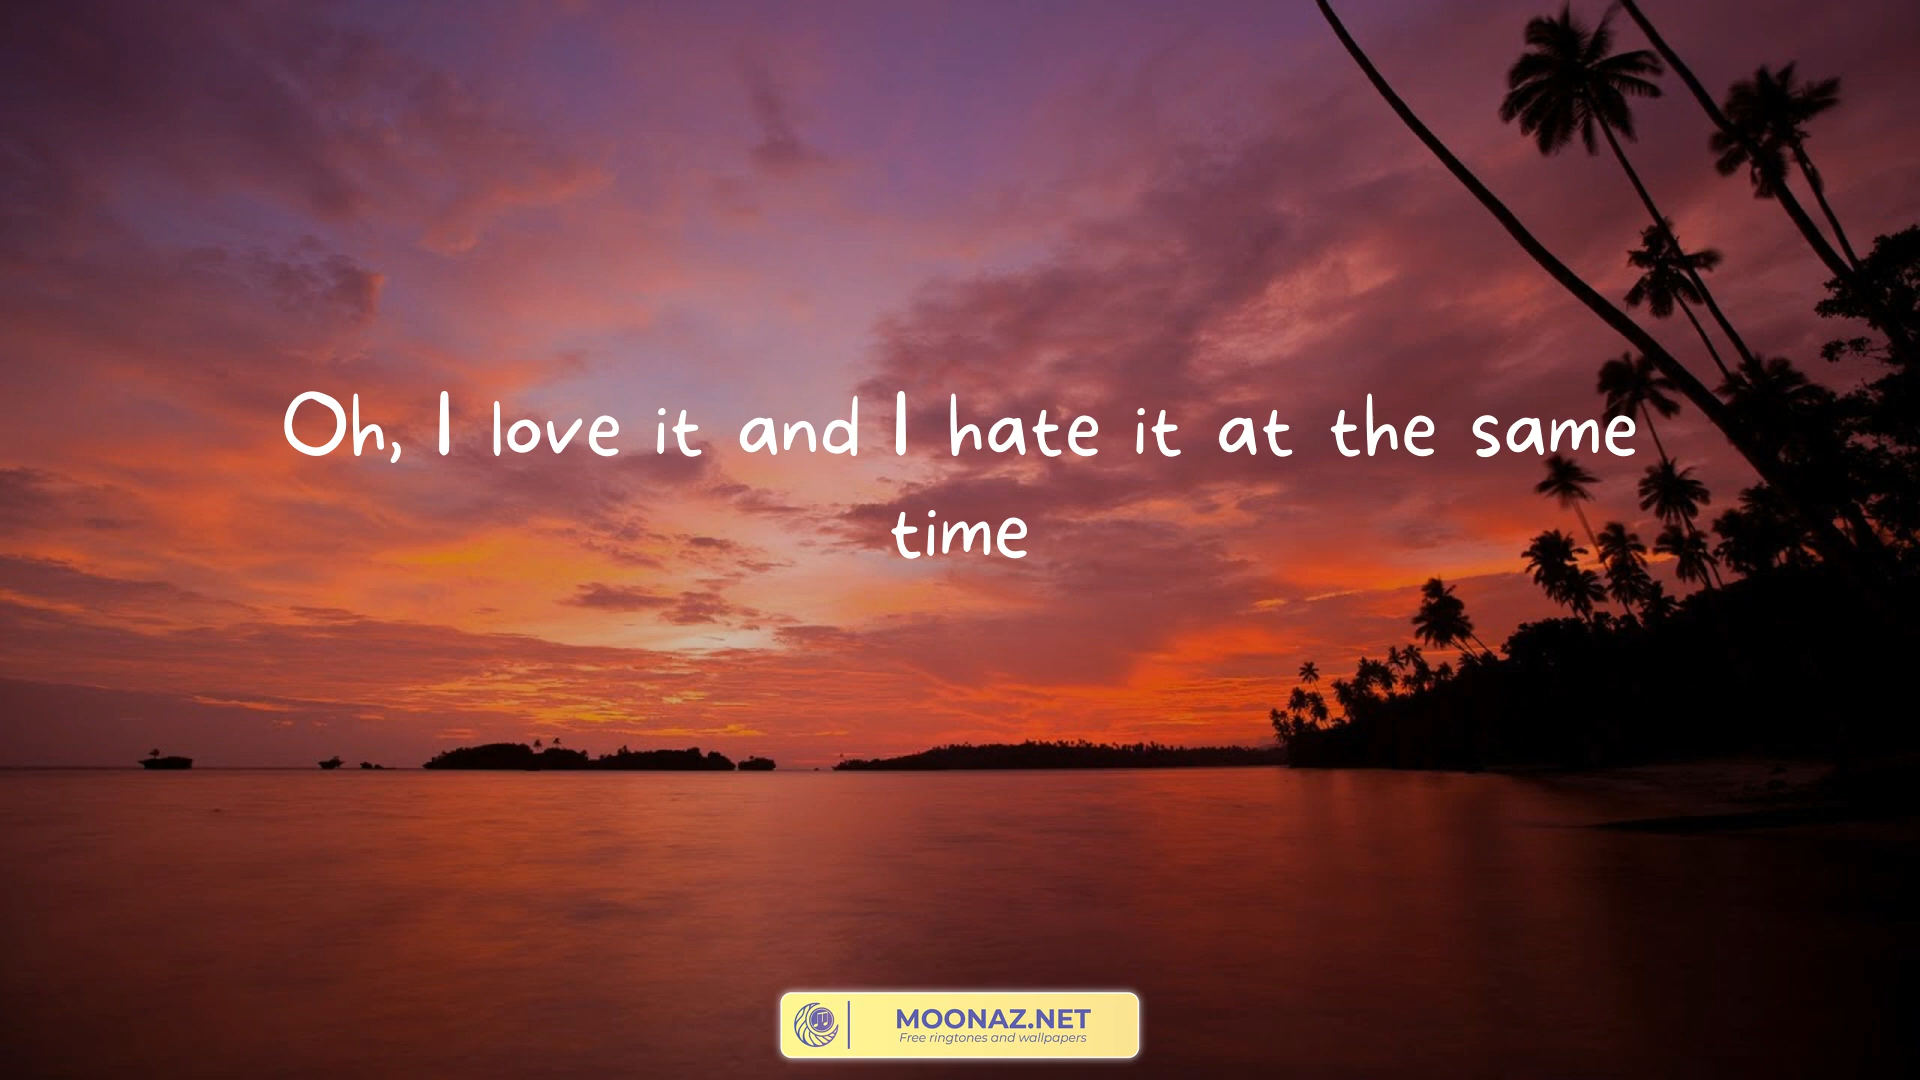 Oh, I love it and I hate it at the same
time
MOONAZ.NET
Free ringtones and wallpapers